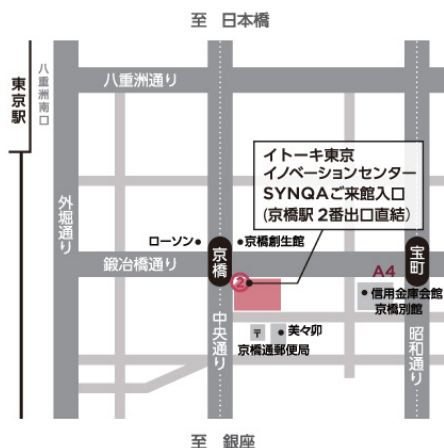 至 日本橋
東京駅
八重洲南口
八重洲通り
外堀通り
イトーキ東京
イノベーションセンター
SYNQAご来館入口
(京橋駅 2番出口直結)
ローソン
京橋創生館
京橋
宝町
鍛冶橋通り
A4
2
信用金庫会館
京橋別館
中央通り
昭和通り
〒
美々卯
京橋通郵便局
至 銀座